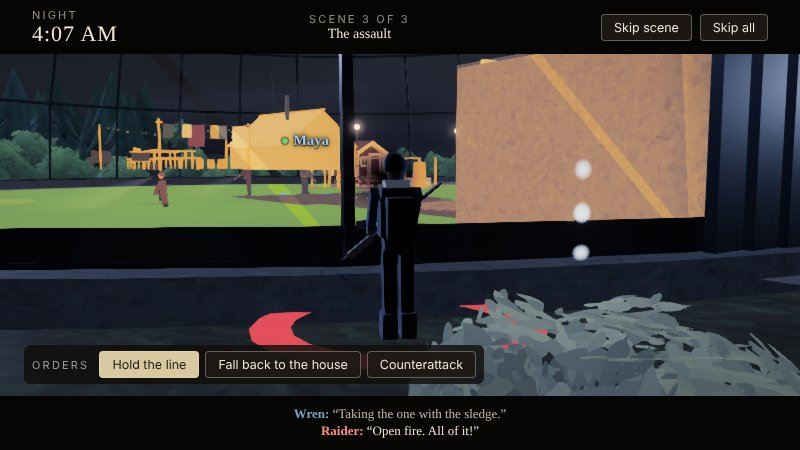 NIGHT
4:07 AM
SCENE 3 OF 3
The assault
Skip scene
Skip all
Maya
ORDERS
Hold the line
Fall back to the house
Counterattack
Wren: “Taking the one with the sledge.”
Raider: “Open fire. All of it!”